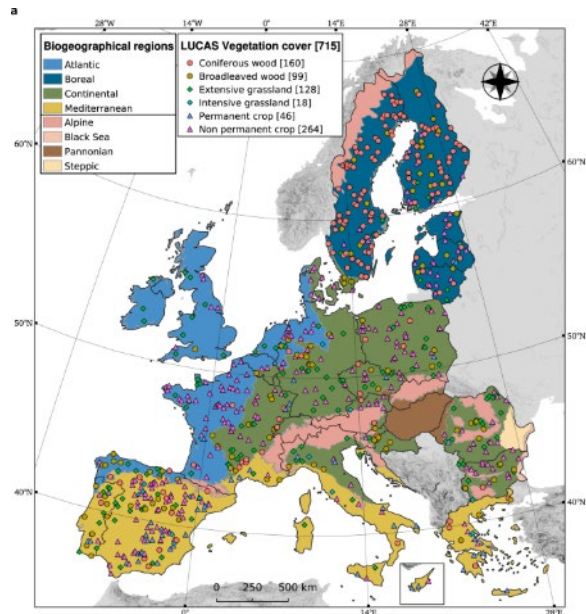 a
28°W 14°W 0° 14°E 28°E 42°E
Biogeographical regions
Atlantic
Boreal
Continental
Mediterranean
Alpine
Black Sea
Pannonian
Steppic
LUCAS Vegetation cover [715]
Coniferous wood [160]
Broadleaved wood [99]
Extensive grassland [128]
Intensive grassland [18]
Permanent crop [46]
Non permanent crop [264]
60°N 60°N
50°N 50°N
40°N 40°N
0 250 500 km
0° 14°E 28°E